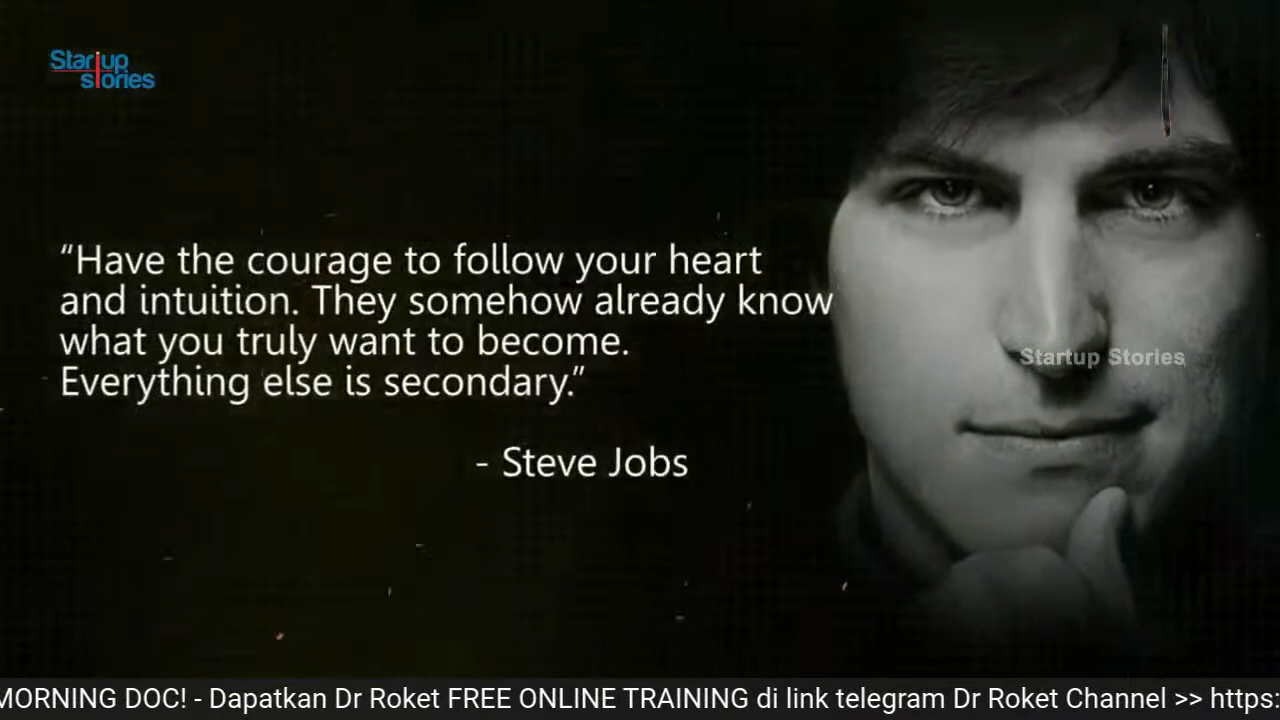 Startup
stories
“Have the courage to follow your heart
and intuition. They somehow already know
what you truly want to become.
Everything else is secondary.”
- Steve Jobs
Startup Stories
MORNING DOC! - Dapatkan Dr Roket FREE ONLINE TRAINING di link telegram Dr Roket Channel >> https: